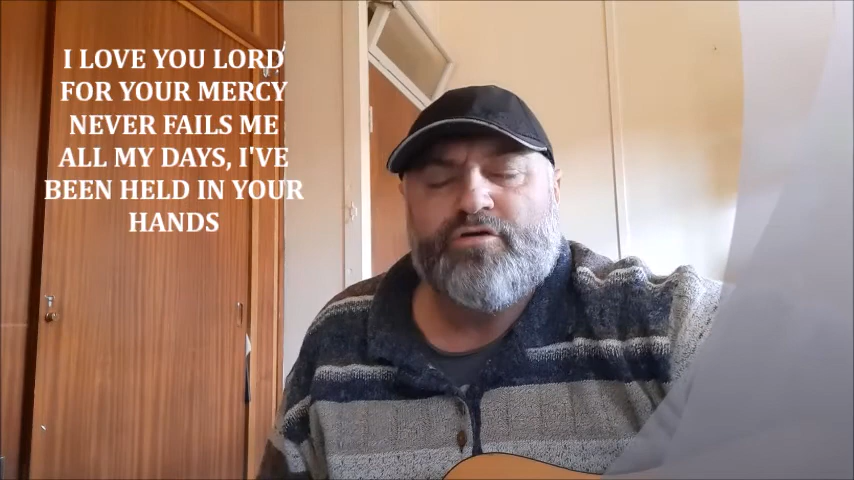 I LOVE YOU LORD
FOR YOUR MERCY
NEVER FAILS ME
ALL MY DAYS, I'VE
BEEN HELD IN YOUR
HANDS